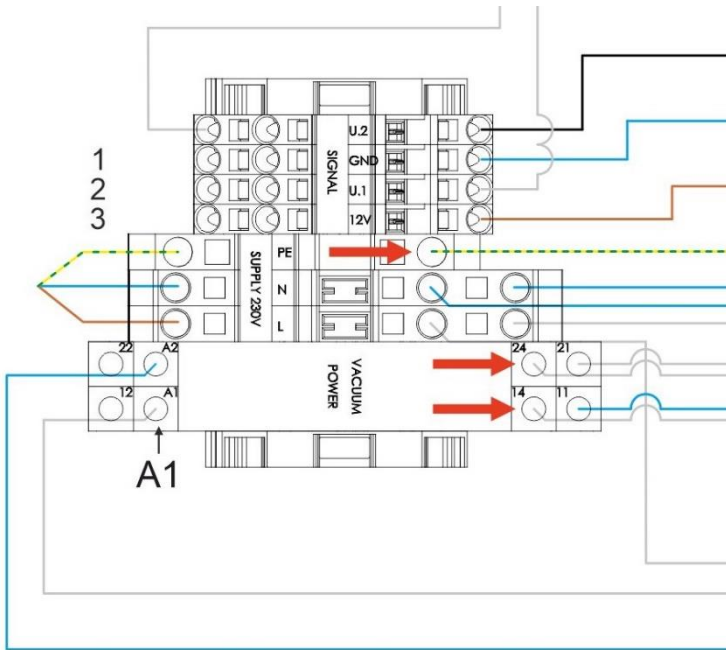 U.2
1
GND
2
U.1
3
12V
SIGNAL
PE
N
L
SUPPLY 230V
22
A2
24
21
12
A1
14
11
VACUUM
POWER
A1